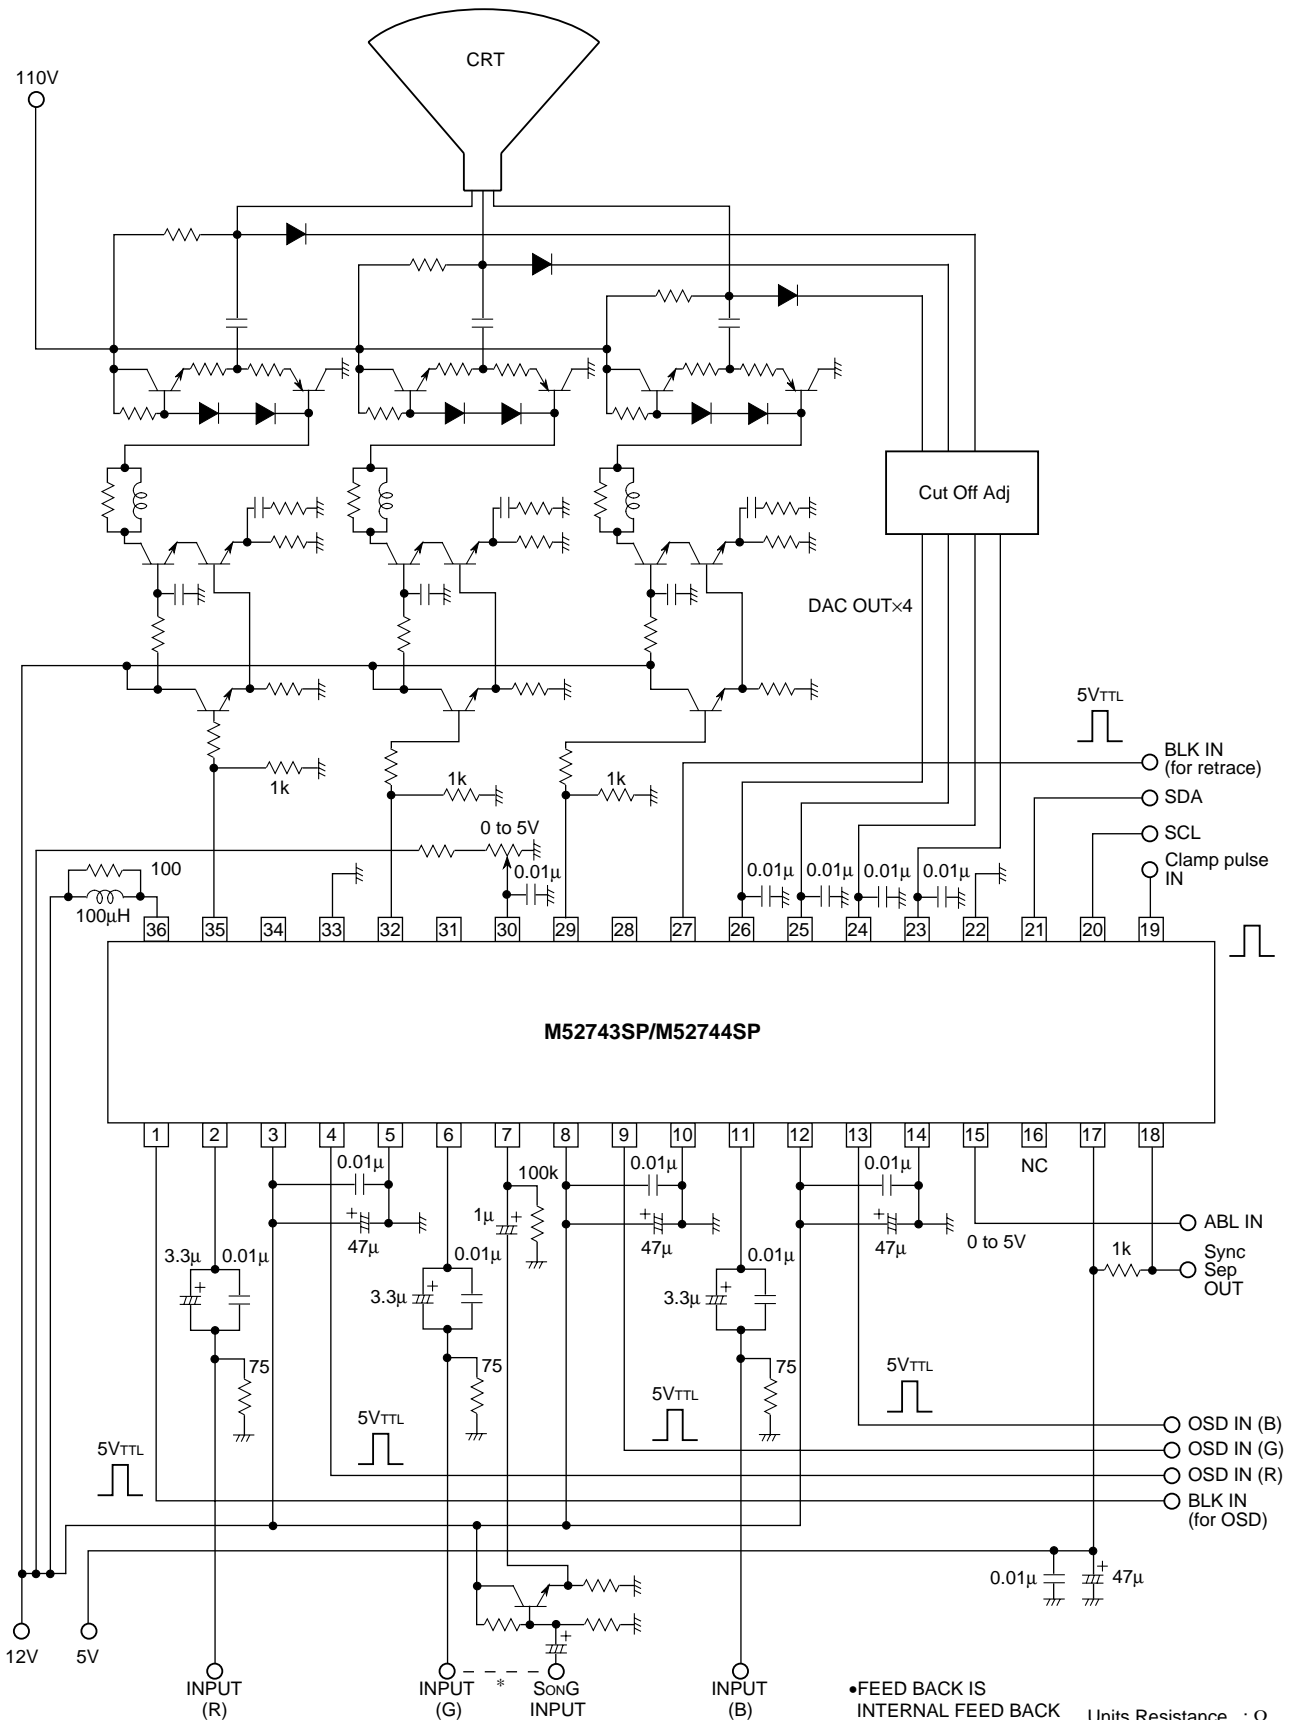 CRT
110V
Cut Off Adj
DAC OUT×4
5VTTL
BLK IN
(for retrace)
SDA
SCL
Clamp pulse
IN
1k
1k
1k
0 to 5V
100
100µH
0.01µ
0.01µ
0.01µ
0.01µ
0.01µ
36 35 34 33 32 31 30 29 28 27 26 25 24 23 22 21 20 19
M52743SP/M52744SP
1 2 3 4 5 6 7 8 9 10 11 12 13 14 15 16 17 18
NC
0.01µ
100k
0.01µ
0.01µ
47µ
1µ
47µ
47µ
0 to 5V
ABL IN
1k
Sync
Sep
OUT
3.3µ 0.01µ
3.3µ 0.01µ
3.3µ 0.01µ
75
75
75
5VTTL
5VTTL
5VTTL
5VTTL
OSD IN (B)
OSD IN (G)
OSD IN (R)
BLK IN
(for OSD)
0.01µ 47µ
12V
5V
INPUT
(R)
INPUT
(G)
*
SONG
INPUT
INPUT
(B)
•FEED BACK IS
INTERNAL FEED BACK
Units Resistance : Ω